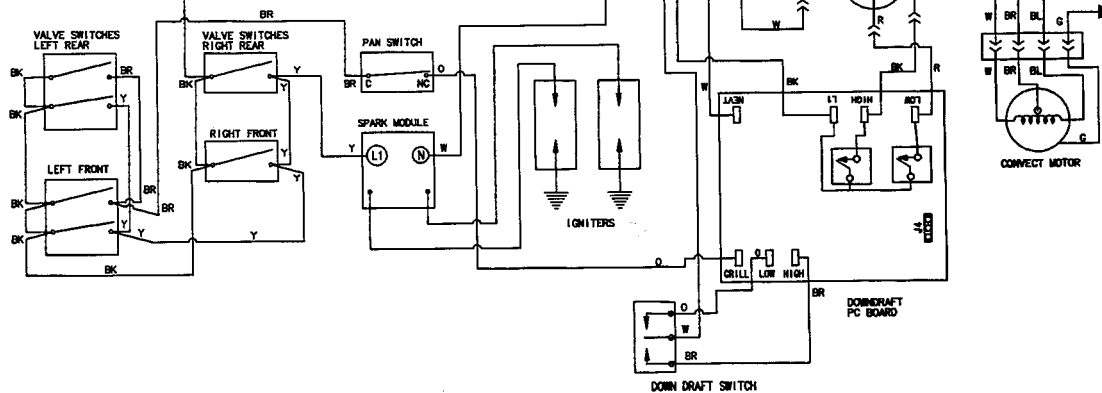 BR
W
R
W BR BL G
VALVE SWITCHES
LEFT REAR
VALVE SWITCHES
RIGHT REAR
PAN SWITCH
BK BR
Y
BK
Y
BK
Y
BR C NC O
W
BK
BK
R
W
NEUT L1 HIGH LOW
W BR BL
G
CONVECT MOTOR
SPARK MODULE
RIGHT FRONT
Y L1 N W
BK
Y
Y
LEFT FRONT
BK
BR
BR
BK
Y
Y
Y
BK
IGNITERS
J4
O
GRILL LOW HIGH
O
BR
DOWNDRAFT
PC BOARD
O
W
BR
DOWN DRAFT SWITCH